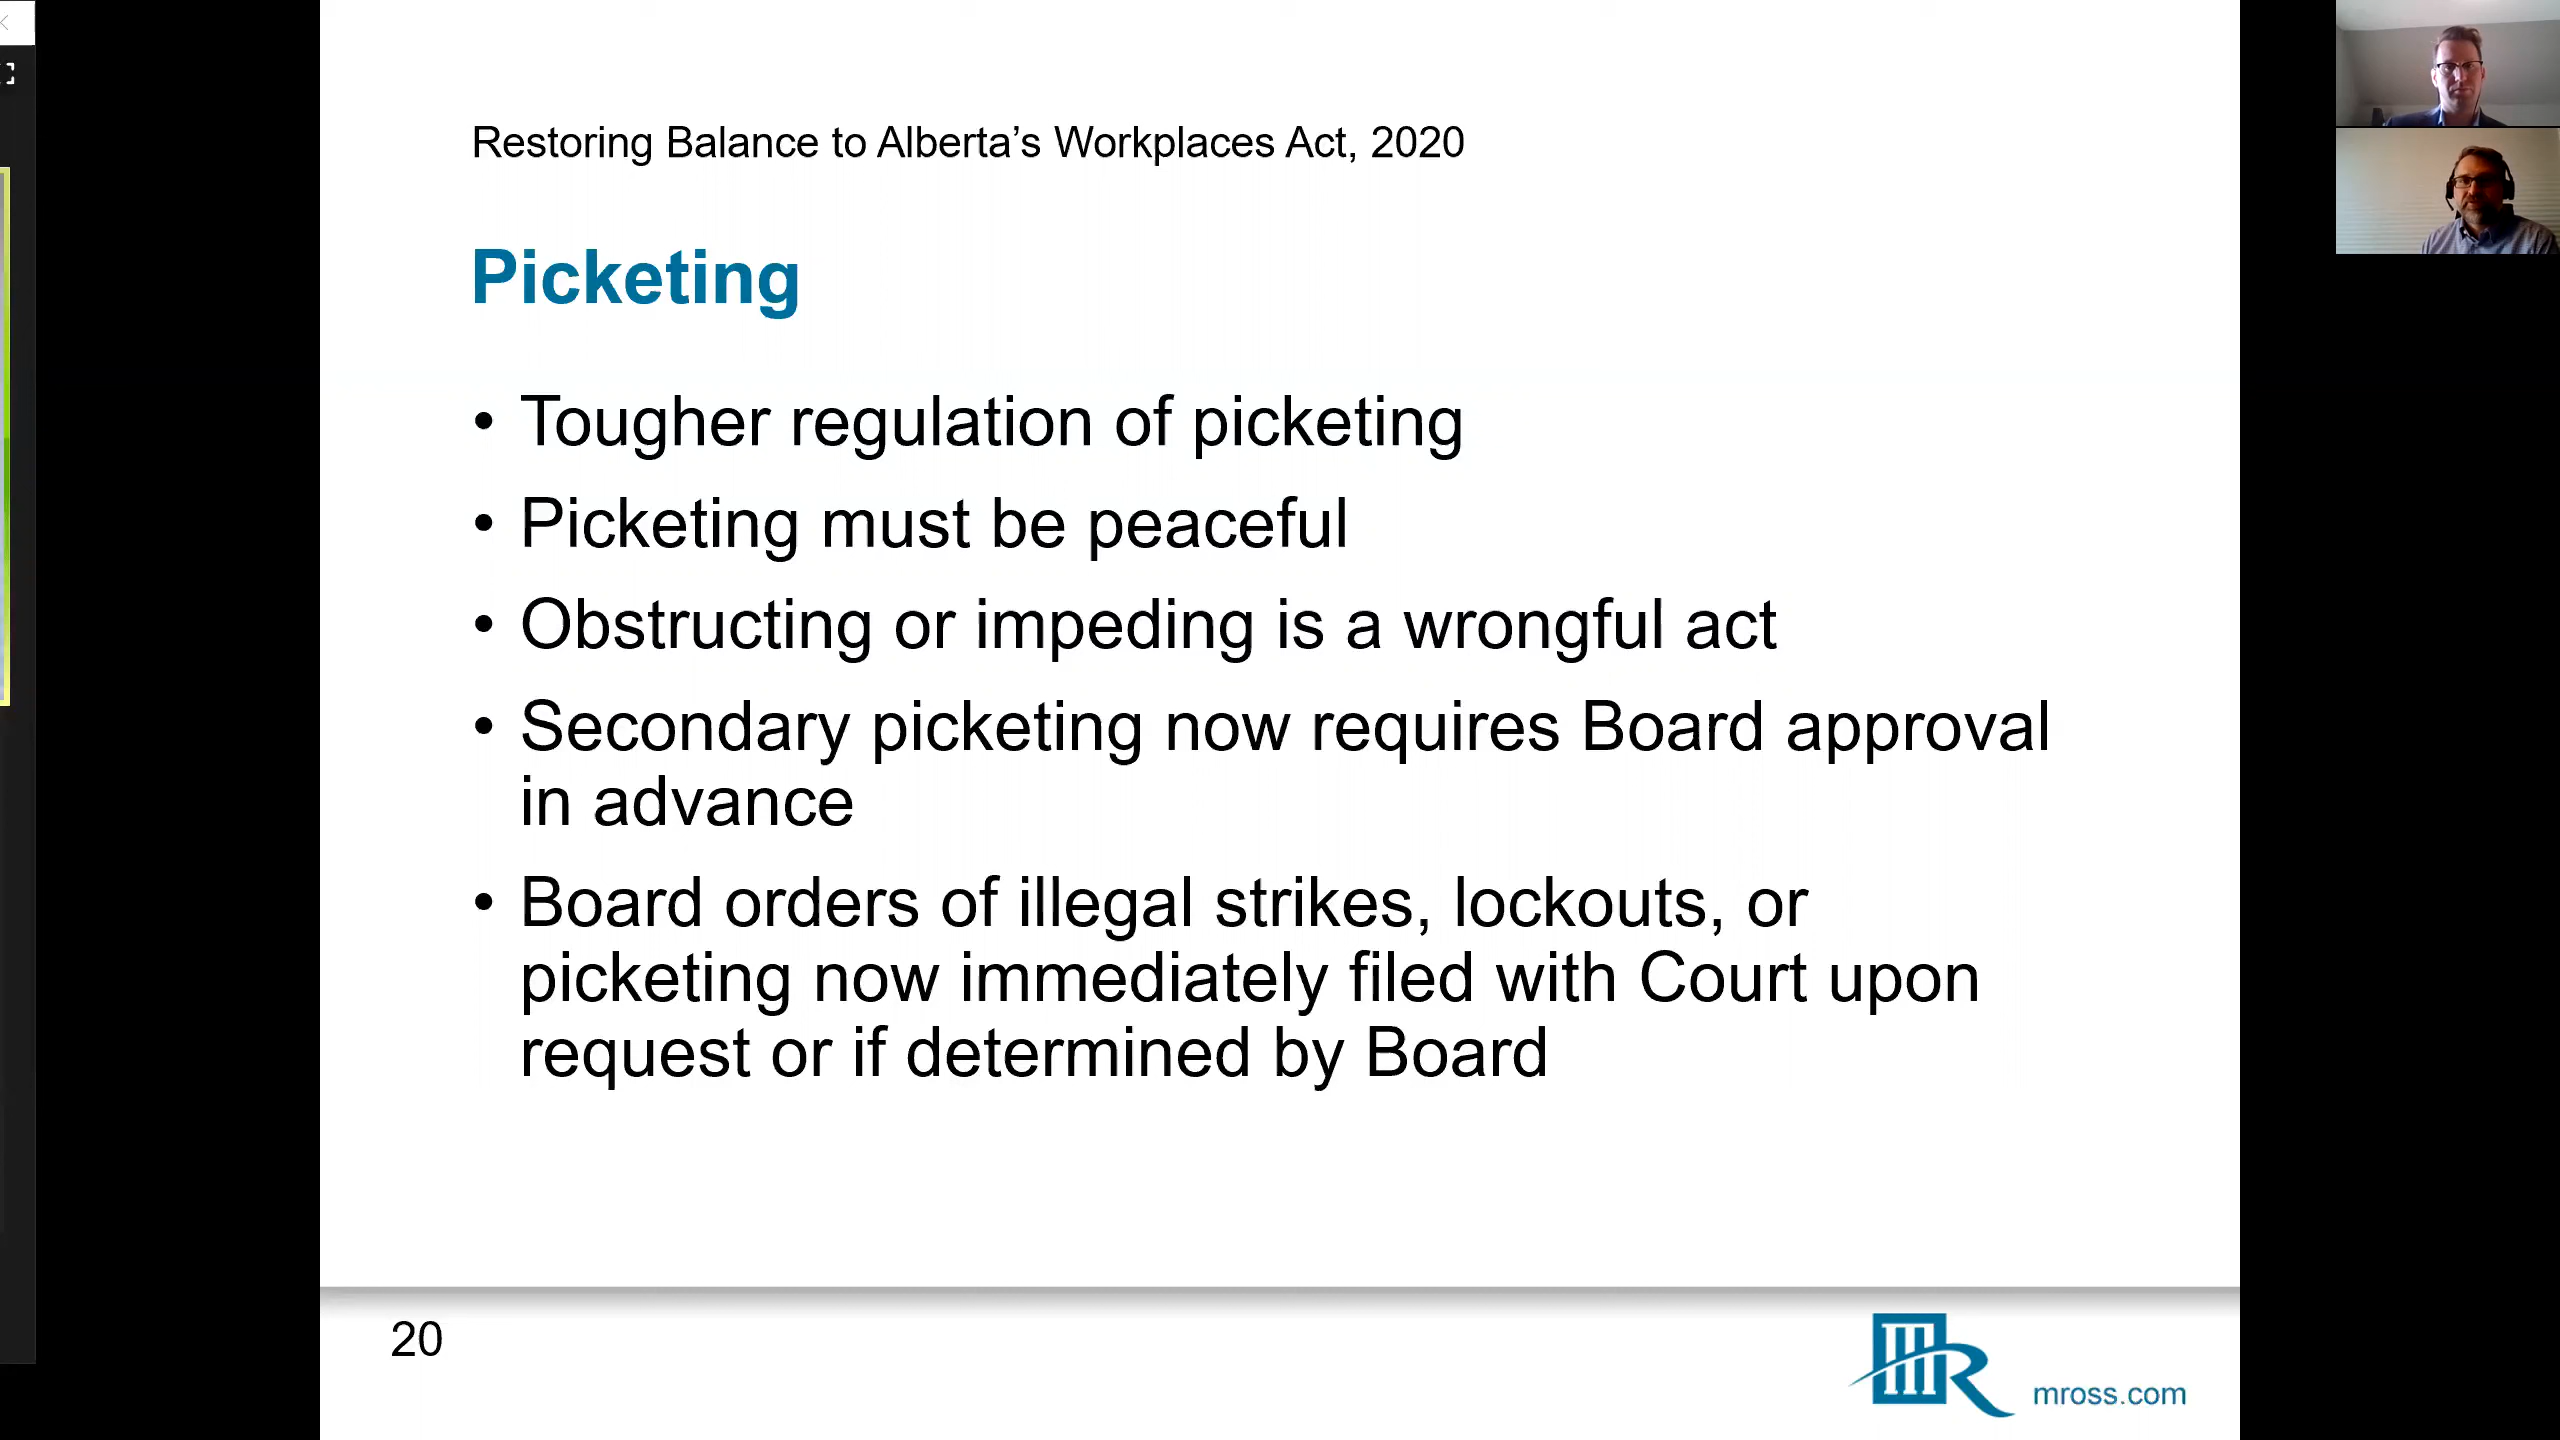 Restoring Balance to Alberta’s Workplaces Act, 2020
Picketing
• Tougher regulation of picketing
• Picketing must be peaceful
• Obstructing or impeding is a wrongful act
• Secondary picketing now requires Board approval
in advance
• Board orders of illegal strikes, lockouts, or
picketing now immediately filed with Court upon
request or if determined by Board
20
mross.com